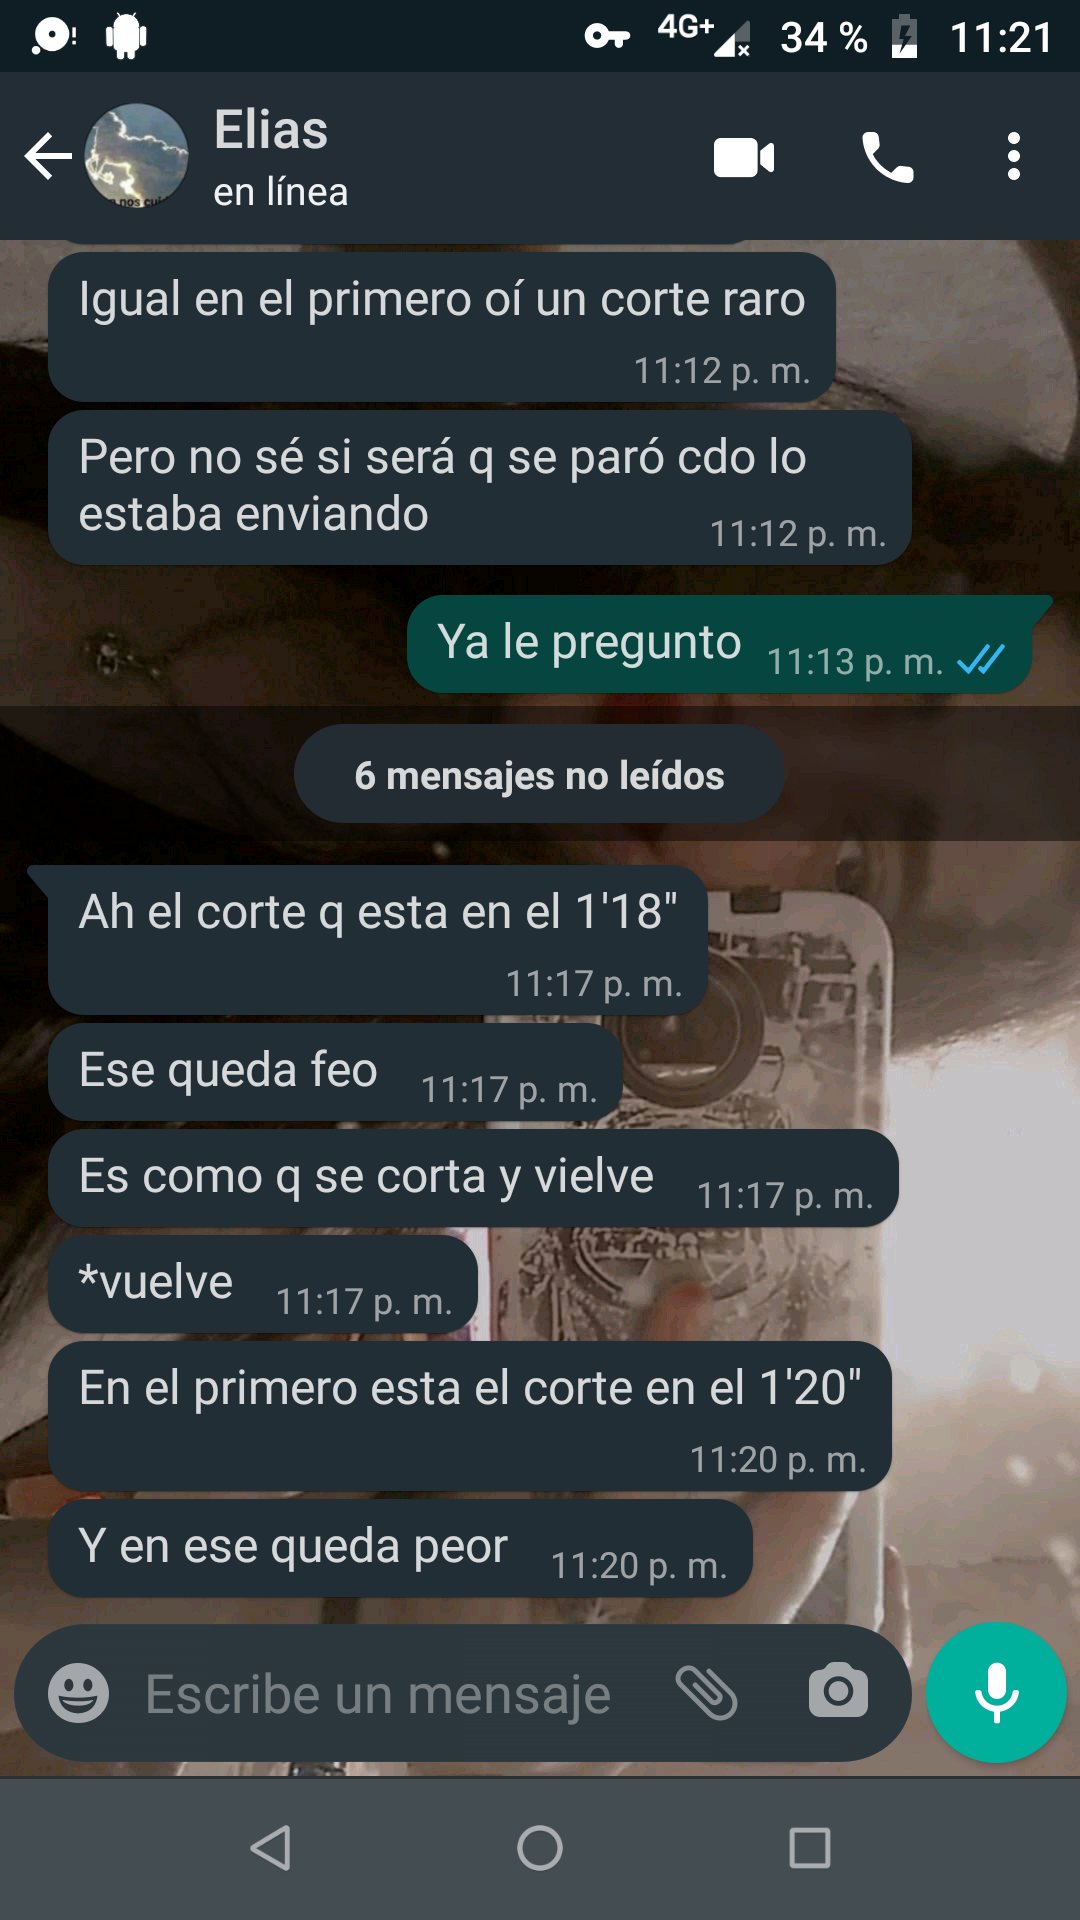 4G+ 34 % 11:21
Elias
en línea
Igual en el primero oí un corte raro
11:12 p. m.
Pero no sé si será q se paró cdo lo
estaba enviando
11:12 p. m.
Ya le pregunto 11:13 p. m.
6 mensajes no leídos
Ah el corte q esta en el 1'18"
11:17 p. m.
Ese queda feo 11:17 p. m.
Es como q se corta y vielve 11:17 p. m.
*vuelve 11:17 p. m.
En el primero esta el corte en el 1'20"
11:20 p. m.
Y en ese queda peor 11:20 p. m.
Escribe un mensaje